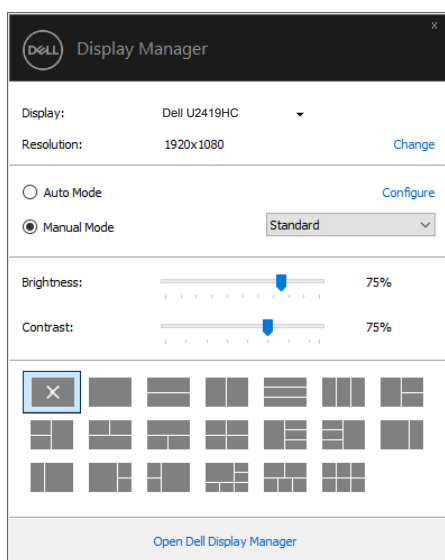 x
DELL Display Manager
Display: Dell U2419HC
Resolution: 1920x1080 Change
Auto Mode Configure
Manual Mode Standard
Brightness: 75%
Contrast: 75%
Open Dell Display Manager